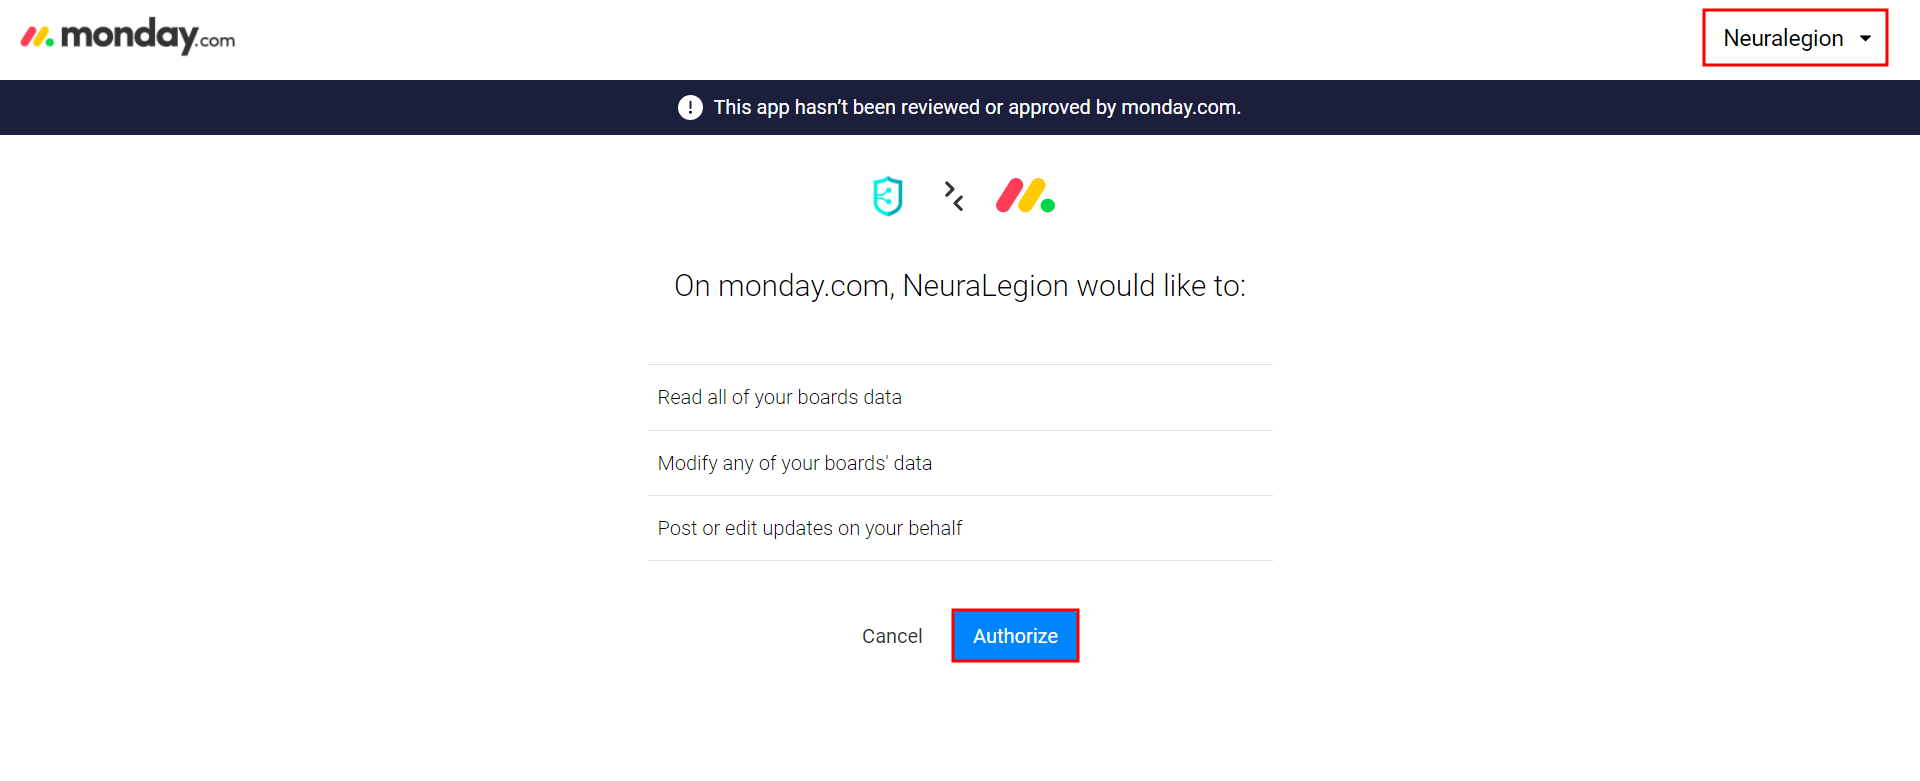 monday.com
Neuralegion
This app hasn’t been reviewed or approved by monday.com.
On monday.com, NeuraLegion would like to:
Read all of your boards data
Modify any of your boards' data
Post or edit updates on your behalf
Cancel
Authorize